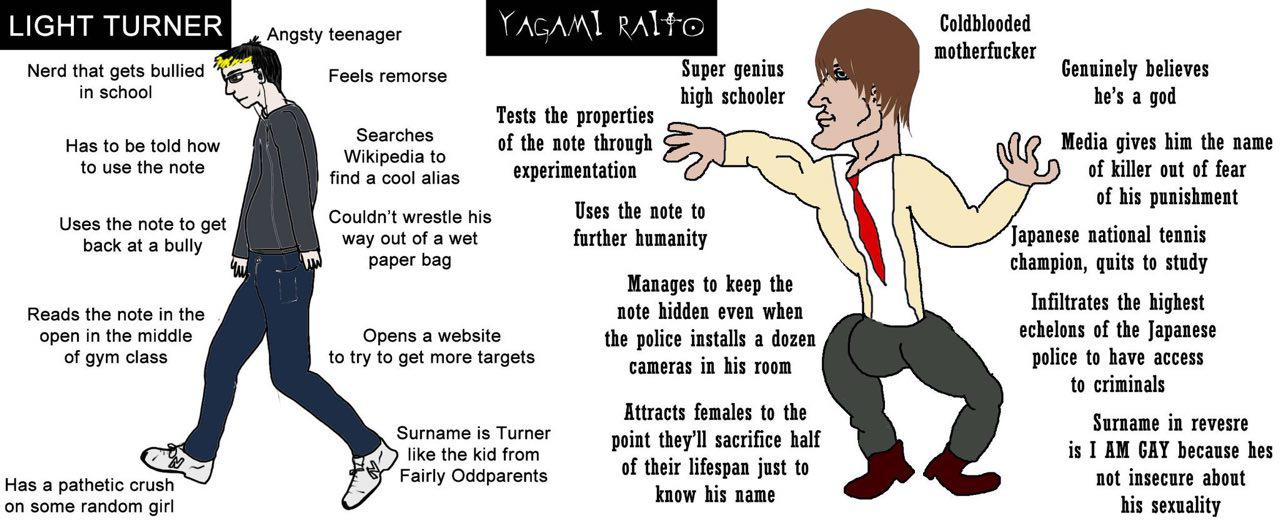 LIGHT TURNER
Angsty teenager
Nerd that gets bullied
in school
Feels remorse
Has to be told how
to use the note
Searches
Wikipedia to
find a cool alias
Uses the note to get
back at a bully
Couldn't wrestle his
way out of a wet
paper bag
Reads the note in the
open in the middle
of gym class
Opens a website
to try to get more targets
Surname is Turner
like the kid from
Fairly Oddparents
Has a pathetic crush
on some random girl
YAGAMI RAITO
Coldblooded
motherfucker
Super genius
high schooler
Genuinely believes
he's a god
Tests the properties
of the note through
experimentation
Media gives him the name
of killer out of fear
of his punishment
Uses the note to
further humanity
Japanese national tennis
champion, quits to study
Manages to keep the
note hidden even when
the police installs a dozen
cameras in his room
Infiltrates the highest
echelons of the Japanese
police to have access
to criminals
Attracts females to the
point they'll sacrifice half
of their lifespan just to
know his name
Surname in revesre
is I AM GAY because hes
not insecure about
his sexuality